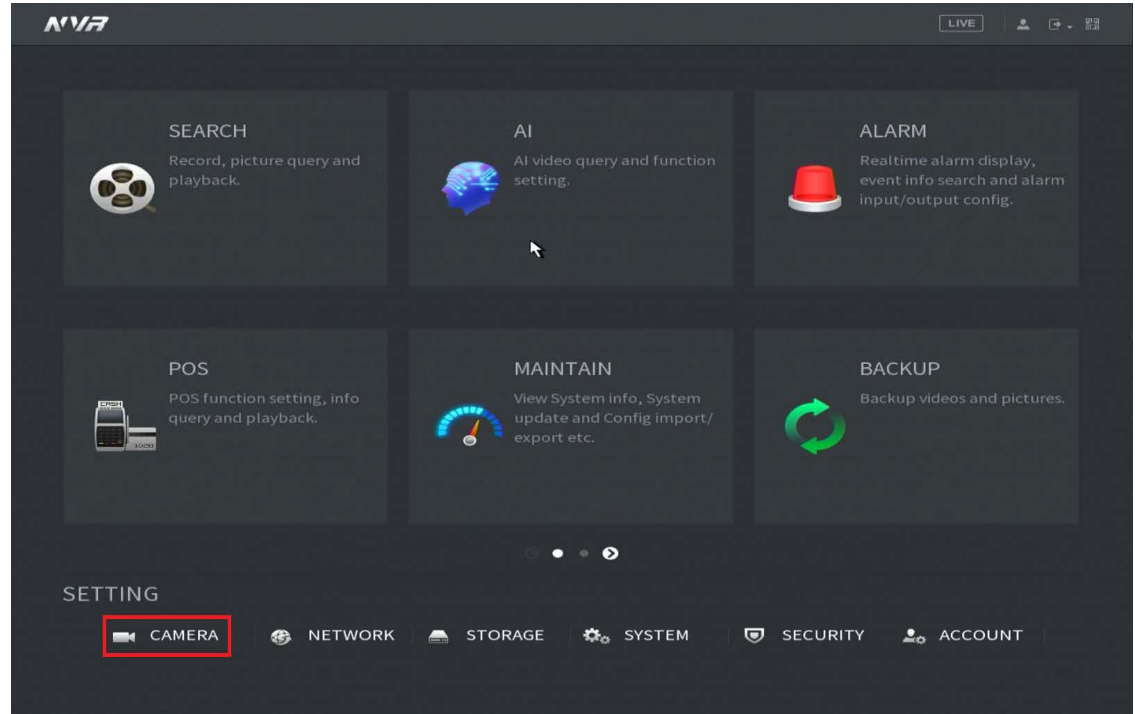 NVR
LIVE
SEARCH
Record, picture query and
playback.
AI
AI video query and function
setting.
ALARM
Realtime alarm display,
event info search and alarm
input/output config.
POS
POS function setting, info
query and playback.
CASH
MAINTAIN
View System info, System
update and Config import/
export etc.
BACKUP
Backup videos and pictures.
SETTING
CAMERA
NETWORK
STORAGE
SYSTEM
SECURITY
ACCOUNT